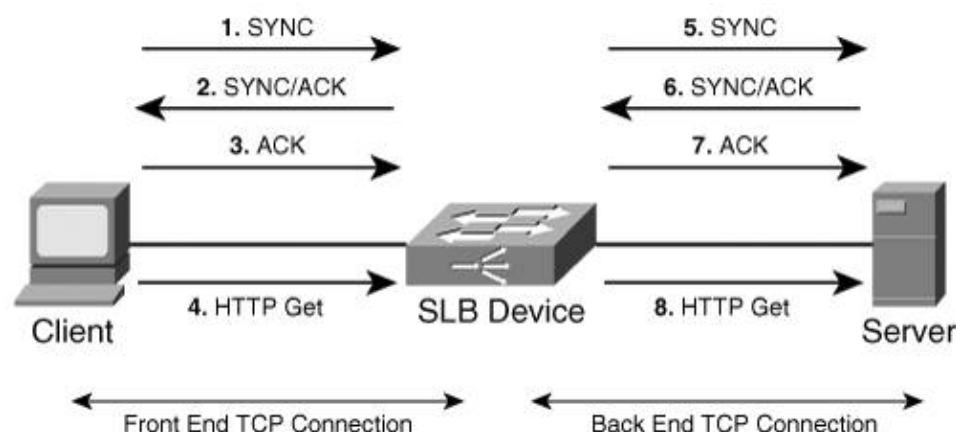 1. SYNC
5. SYNC
2. SYNC/ACK
6. SYNC/ACK
3. ACK
7. ACK
4. HTTP Get
8. HTTP Get
Client
SLB Device
Server
Front End TCP Connection
Back End TCP Connection